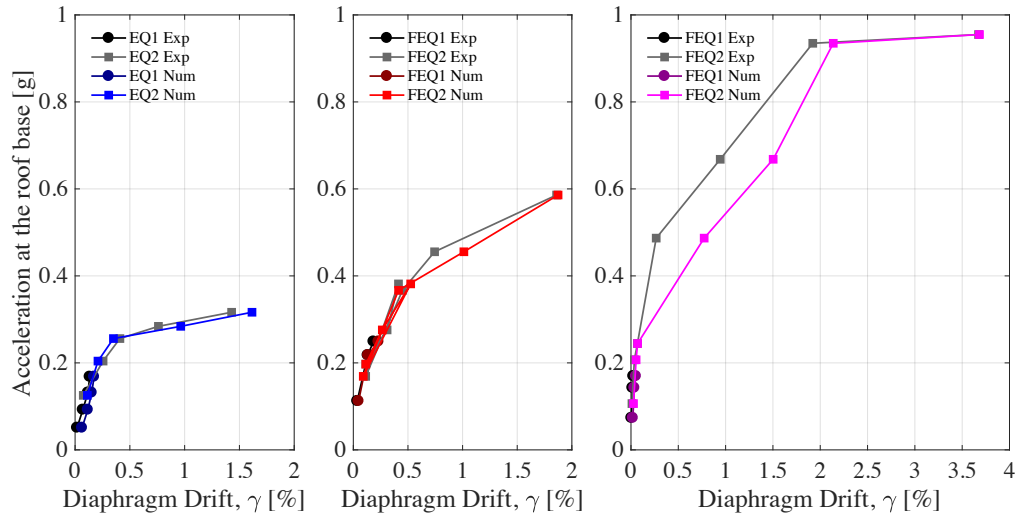 Acceleration at the roof base [g]
1
0.8
0.6
0.4
0.2
0
EQ1 Exp
EQ2 Exp
EQ1 Num
EQ2 Num
0 0.5 1 1.5 2
Diaphragm Drift, γ [%]
1
0.8
0.6
0.4
0.2
0
FEQ1 Exp
FEQ2 Exp
FEQ1 Num
FEQ2 Num
0 0.5 1 1.5 2
Diaphragm Drift, γ [%]
1
0.8
0.6
0.4
0.2
0
FEQ1 Exp
FEQ2 Exp
FEQ1 Num
FEQ2 Num
0 0.5 1 1.5 2 2.5 3 3.5 4
Diaphragm Drift, γ [%]